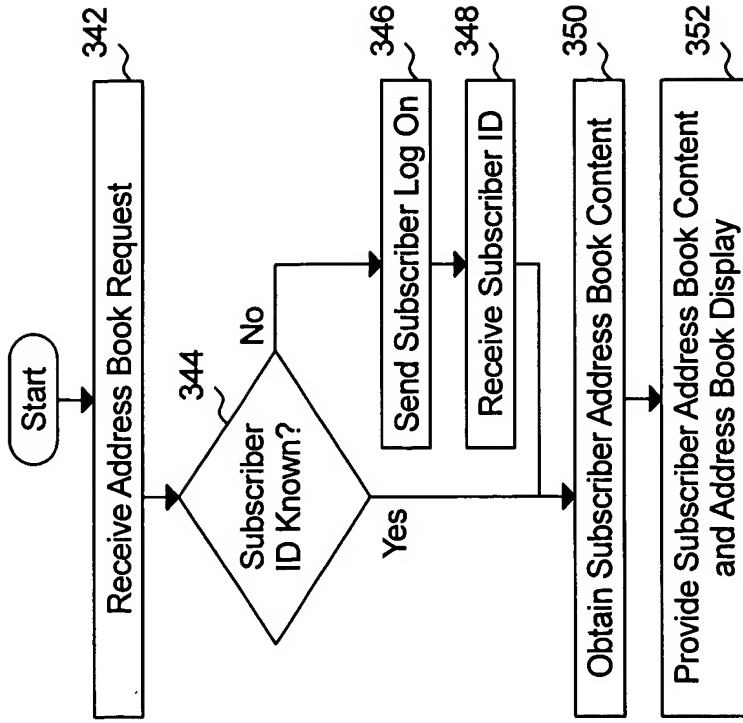 Start
342
Receive Address Book Request
344
Subscriber
ID Known?
No
Yes
346
Send Subscriber Log On
348
Receive Subscriber ID
350
Obtain Subscriber Address Book Content
352
Provide Subscriber Address Book Content
and Address Book Display